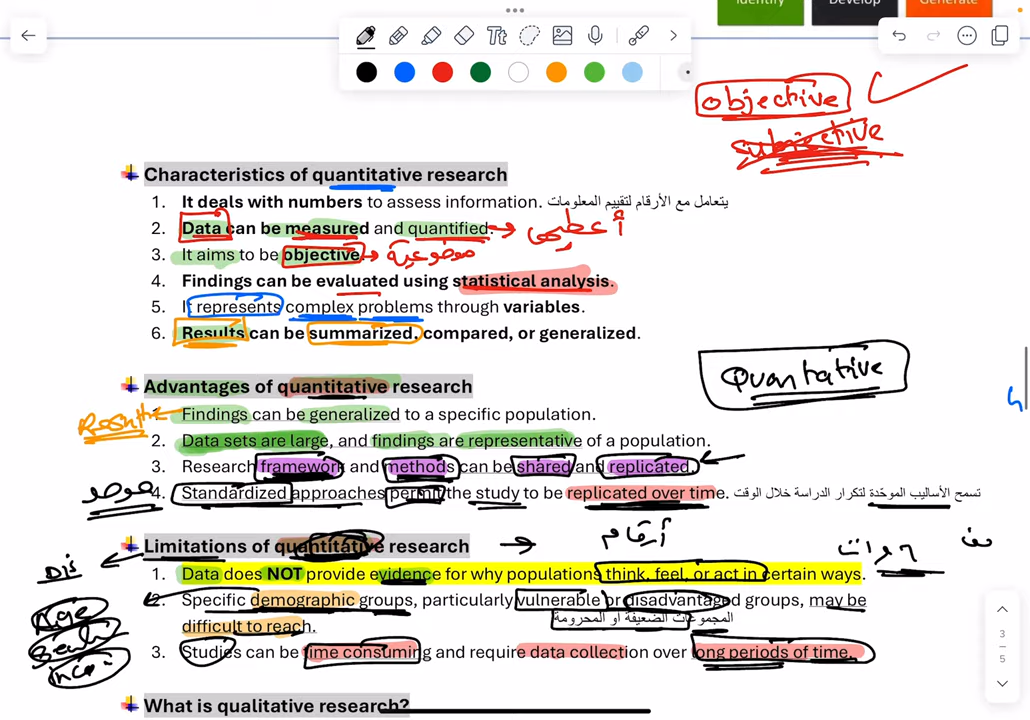 Identify Develop Generate
Tt
objective
subjective
Characteristics of quantitative research
1. It deals with numbers to assess information. يتعامل مع الأرقام لتقييم المعلومات
2. Data can be measured and quantified
3. It aims to be objective موضوعية
4. Findings can be evaluated using statistical analysis.
5. It represents complex problems through variables.
6. Results can be summarized, compared, or generalized.
Quantative
Advantages of quantitative research
1. Findings can be generalized to a specific population.
2. Data sets are large, and findings are representative of a population.
3. Research framework and methods can be shared and replicated.
4. Standardized approaches permit the study to be replicated over time. تسمح الأساليب الموحّدة لتكرار الدراسة خلال الوقت
موحد
Limitations of quantitative research أرقام
1. Data does NOT provide evidence for why populations think, feel, or act in certain ways.
Dis
2. Specific demographic groups, particularly vulnerable or disadvantaged groups, may be
difficult to reach. المجموعات الضعيفة او المحرومة
Age
3. Studies can be time consuming and require data collection over long periods of time.
3
5
What is qualitative research?